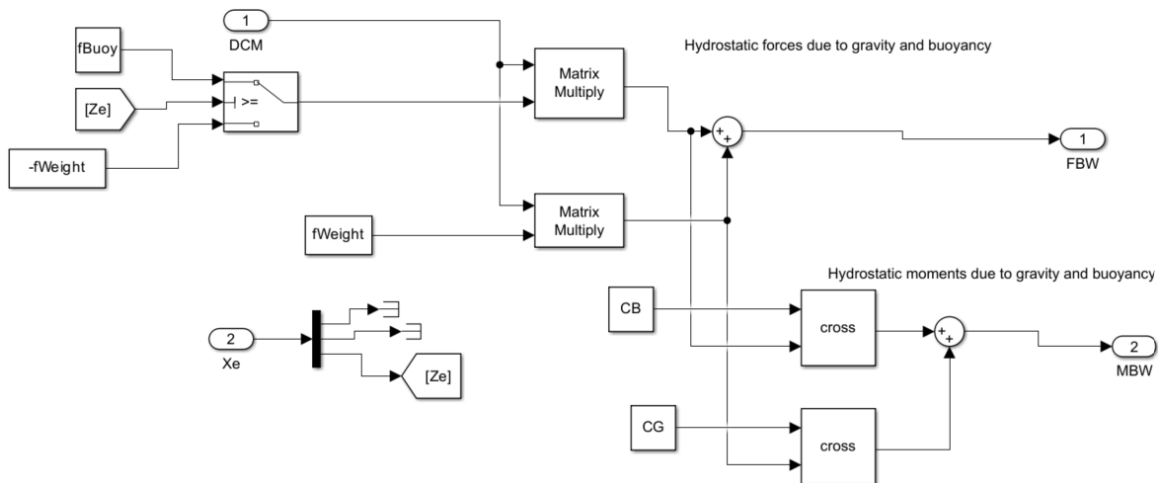 1
DCM
fBuoy
[Ze]
>=
-fWeight
Matrix
Multiply
Hydrostatic forces due to gravity and buoyancy
+
+
1
FBW
fWeight
Matrix
Multiply
Hydrostatic moments due to gravity and buoyancy
CB
cross
+
+
2
MBW
2
Xe
[Ze]
CG
cross